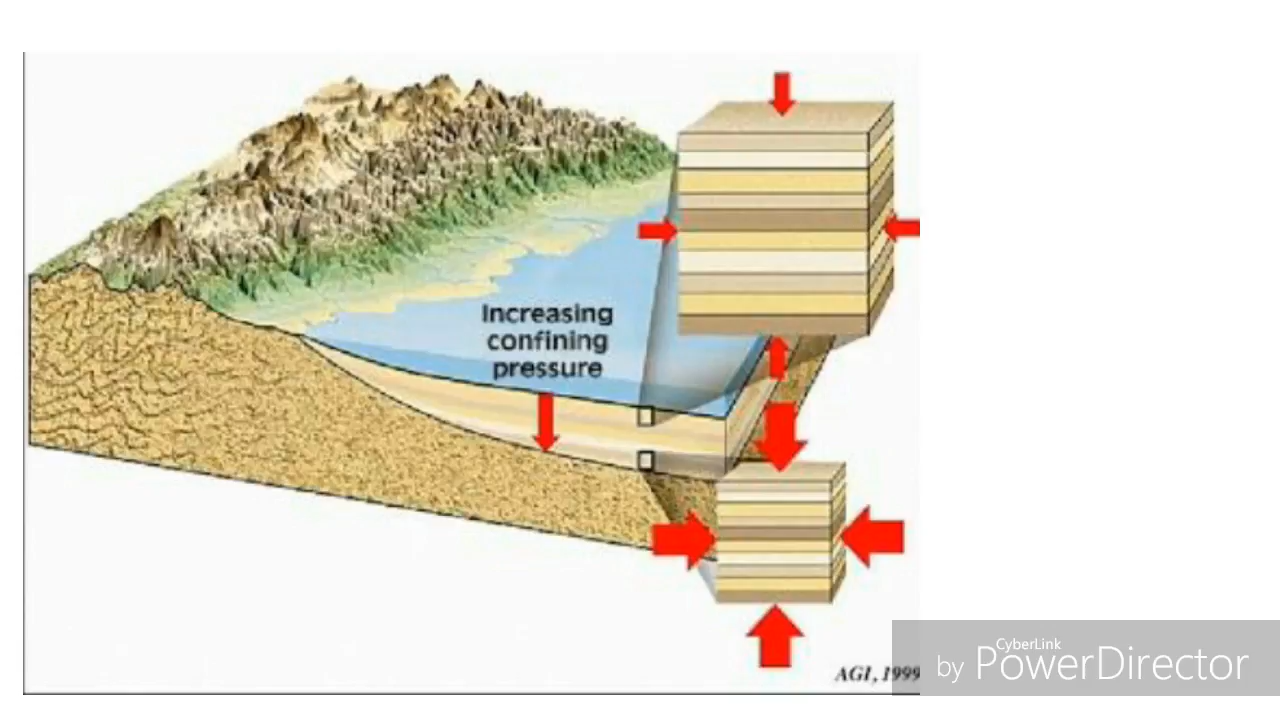 Increasing
confining
pressure
AGI, 1999
CyberLink
by PowerDirector